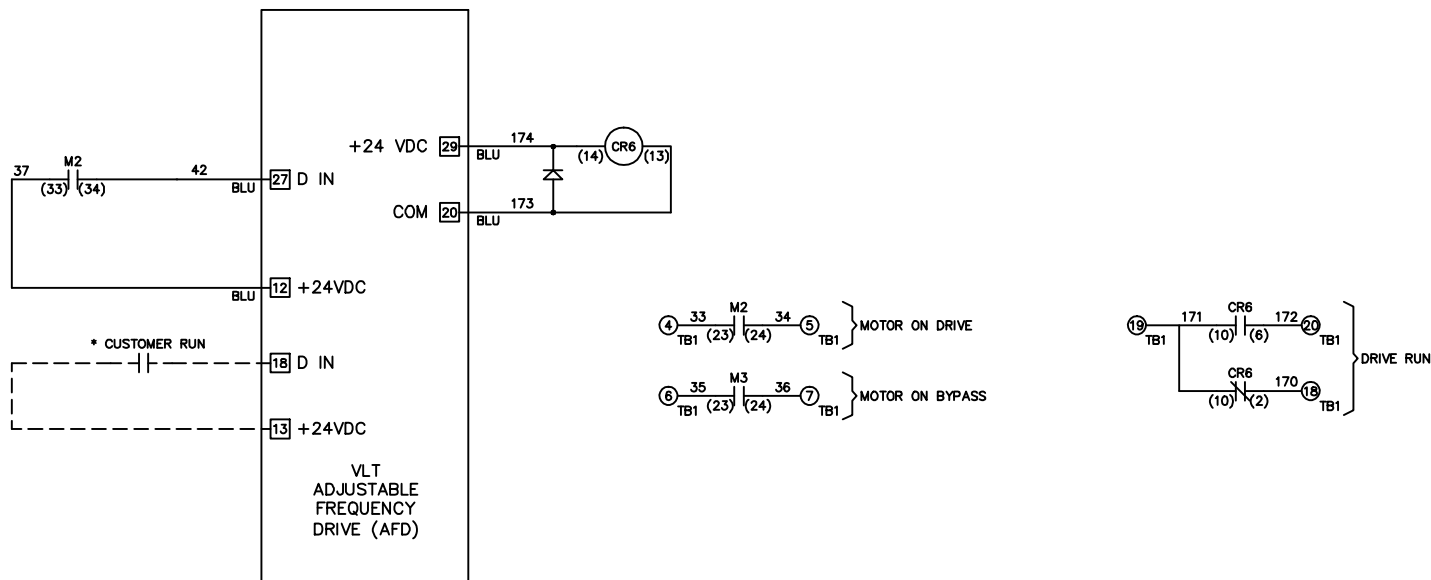 +24 VDC 29 174 BLU (14) CR6 (13)
37 M2 (33) (34) 42 BLU 27 D IN
COM 20 173 BLU
BLU 12 +24VDC
4 TB1 33 M2 (23) (24) 34 5 TB1 MOTOR ON DRIVE
19 TB1 171 CR6 (10) (6) 172 20 TB1
* CUSTOMER RUN 18 D IN
DRIVE RUN
6 TB1 35 M3 (23) (24) 36 7 TB1 MOTOR ON BYPASS
CR6 (10) (2) 170 18 TB1
13 +24VDC
VLT
ADJUSTABLE
FREQUENCY
DRIVE (AFD)